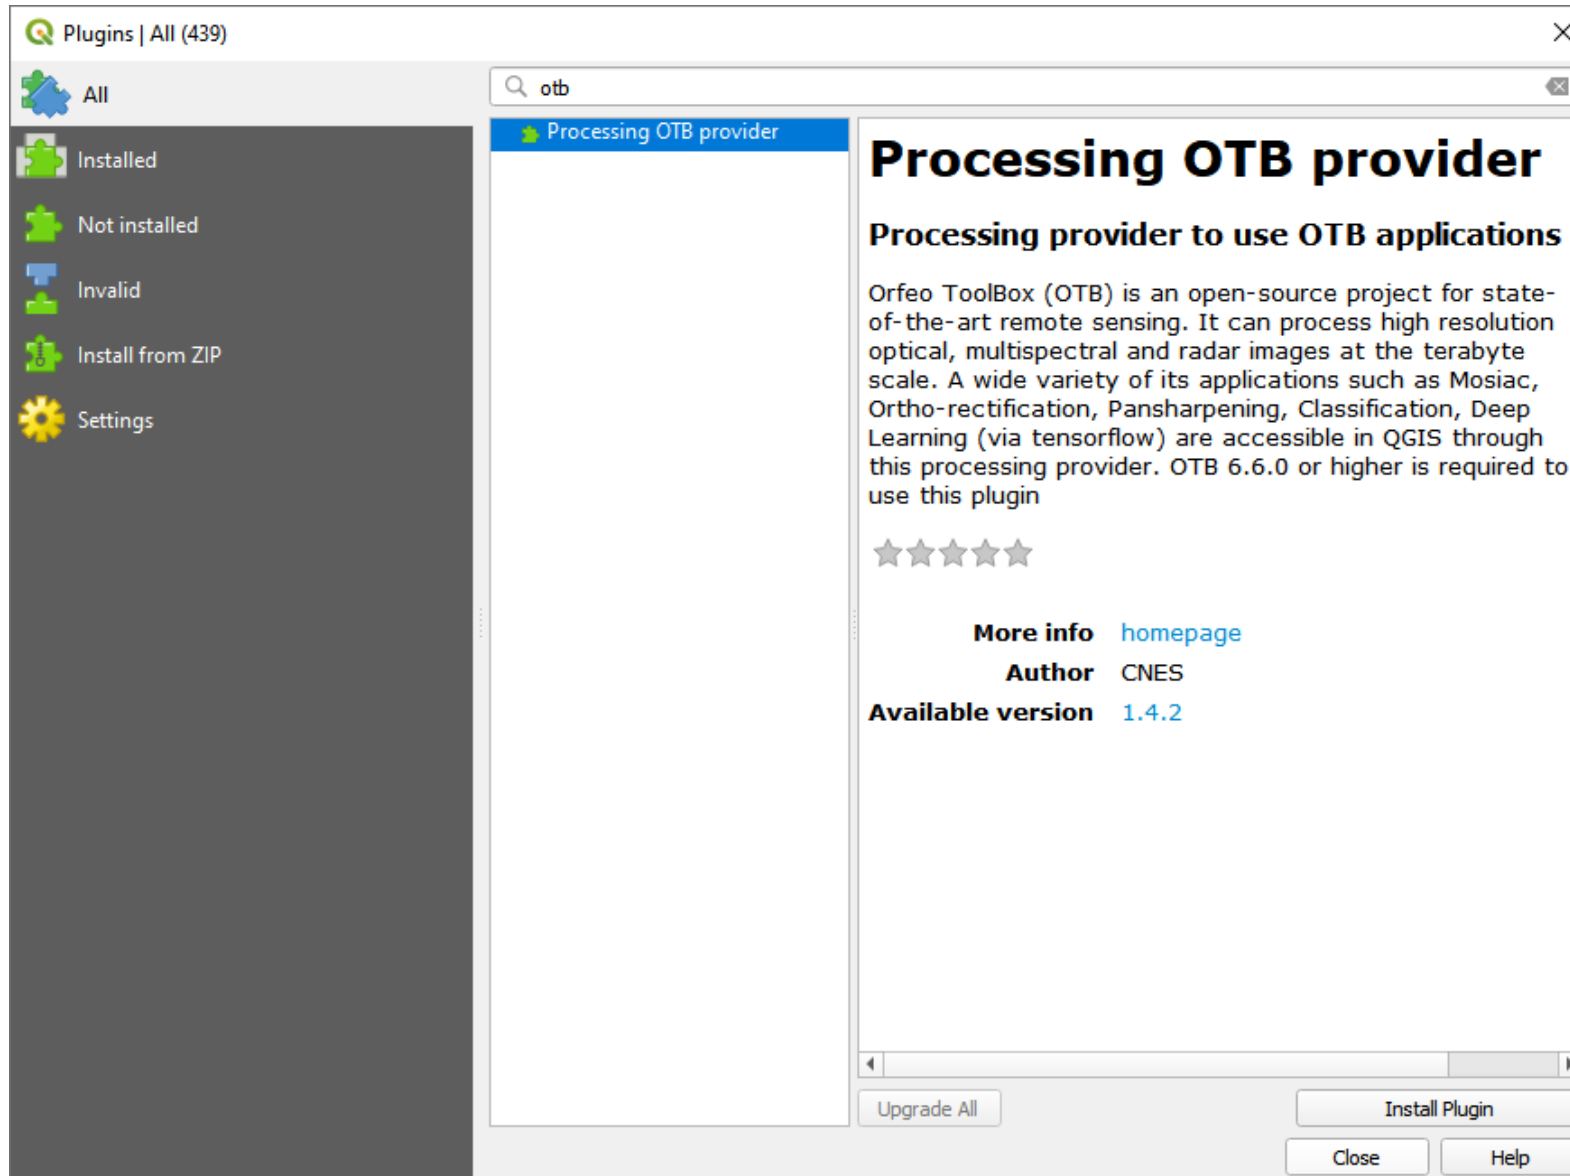 Plugins | All (439)
All
Installed
Not installed
Invalid
Install from ZIP
Settings
otb
Processing OTB provider
Processing OTB provider
Processing provider to use OTB applications
Orfeo ToolBox (OTB) is an open-source project for state-
of-the-art remote sensing. It can process high resolution
optical, multispectral and radar images at the terabyte
scale. A wide variety of its applications such as Mosiac,
Ortho-rectification, Pansharpening, Classification, Deep
Learning (via tensorflow) are accessible in QGIS through
this processing provider. OTB 6.6.0 or higher is required to
use this plugin
More info homepage
Author CNES
Available version 1.4.2
Upgrade All
Install Plugin
Close
Help